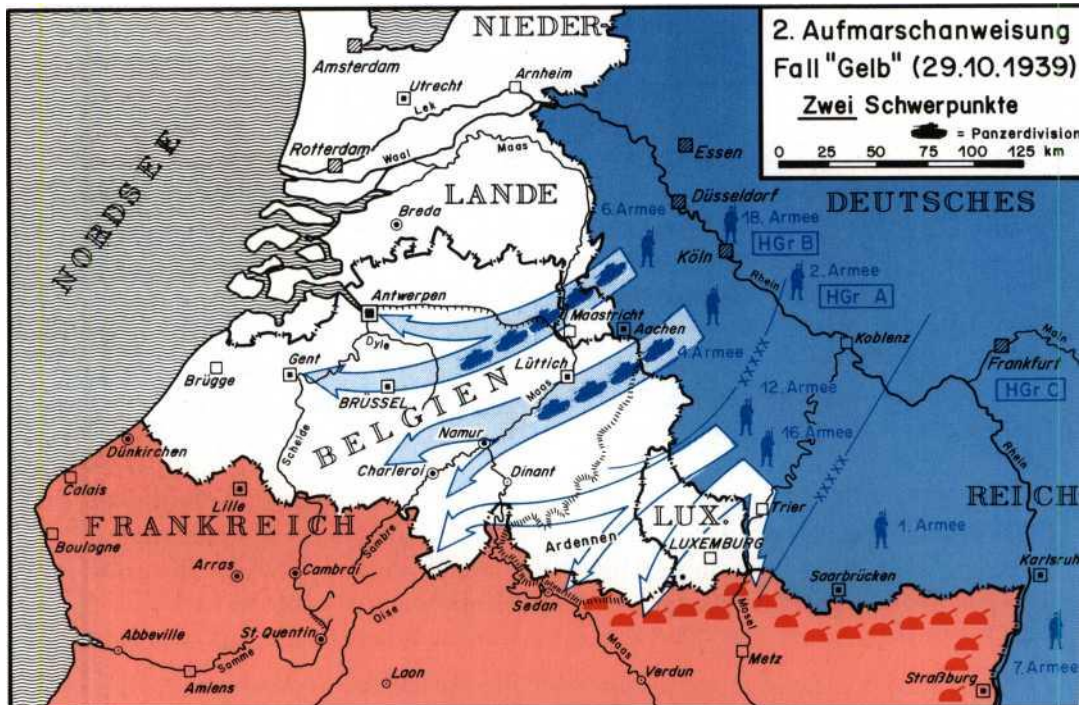 2. Aufmarschanweisung
Fall "Gelb" (29.10.1939)
Zwei Schwerpunkte
= Panzerdivision
0 25 50 75 100 125 km
NORDSEE
NIEDER-
LANDE
Amsterdam
Utrecht
Arnheim
Lek
Rotterdam
Waal
Maas
Breda
Essen
Düsseldorf
DEUTSCHES
REICH
6. Armee
18. Armee
HGr B
Köln
Rhein
2. Armee
HGr A
Antwerpen
Maastricht
Aachen
Koblenz
Main
Frankfurt
HGr C
Dyle
Gent
Brügge
BRÜSSEL
Lüttich
Maas
4. Armee
XXXXX
12. Armee
BELGIEN
Schelde
Namur
Charleroi
Dinant
16. Armee
XXXXX
Rhein
Dünkirchen
Calais
Lille
Boulogne
FRANKREICH
Sambre
Ardennen
LUX.
LUXEMBURG
Trier
1. Armee
Arras
Cambrai
Oise
Sedan
Saarbrücken
Karlsruh
Abbeville
Somme
St. Quentin
Amiens
Laon
Maas
Verdun
Mosel
Metz
7. Armee
Straßburg